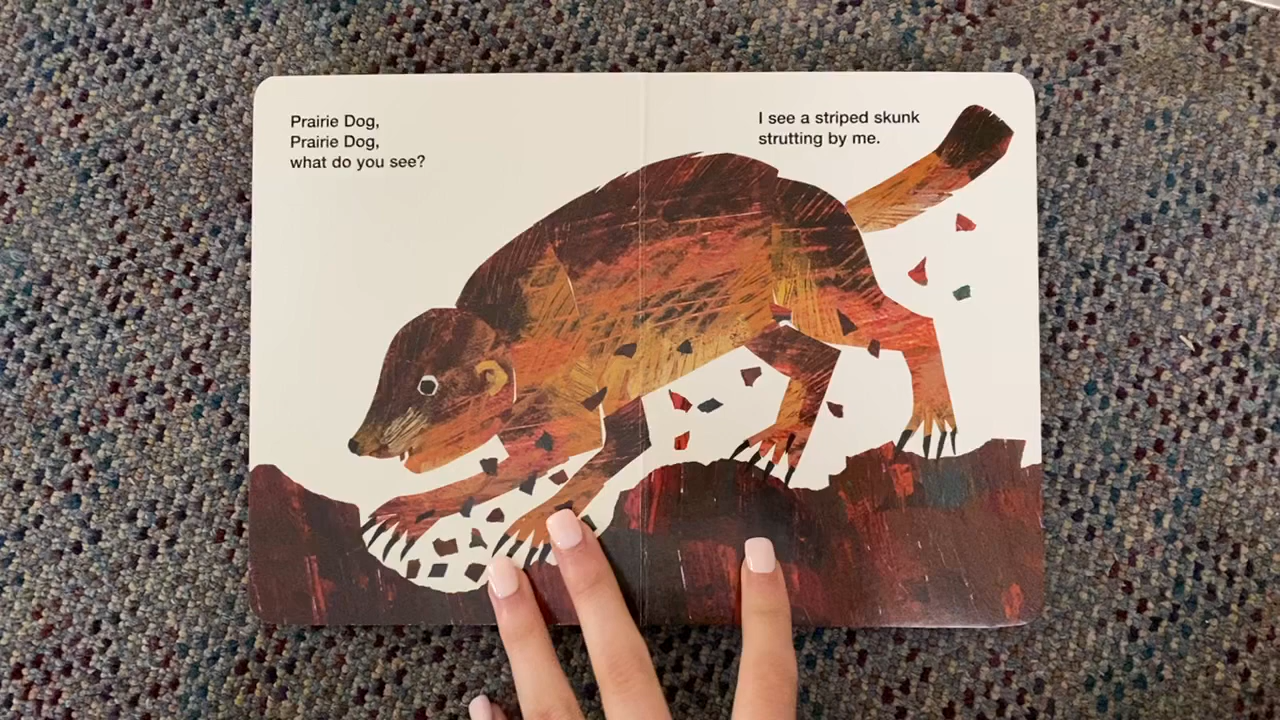 Prairie Dog,
Prairie Dog,
what do you see?
I see a striped skunk
strutting by me.